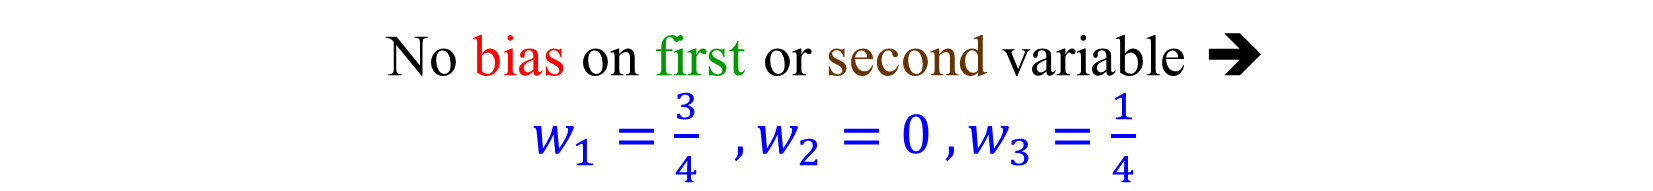 No bias on first or second variable ➔
w₁ = 3/4 , w₂ = 0 , w₃ = 1/4